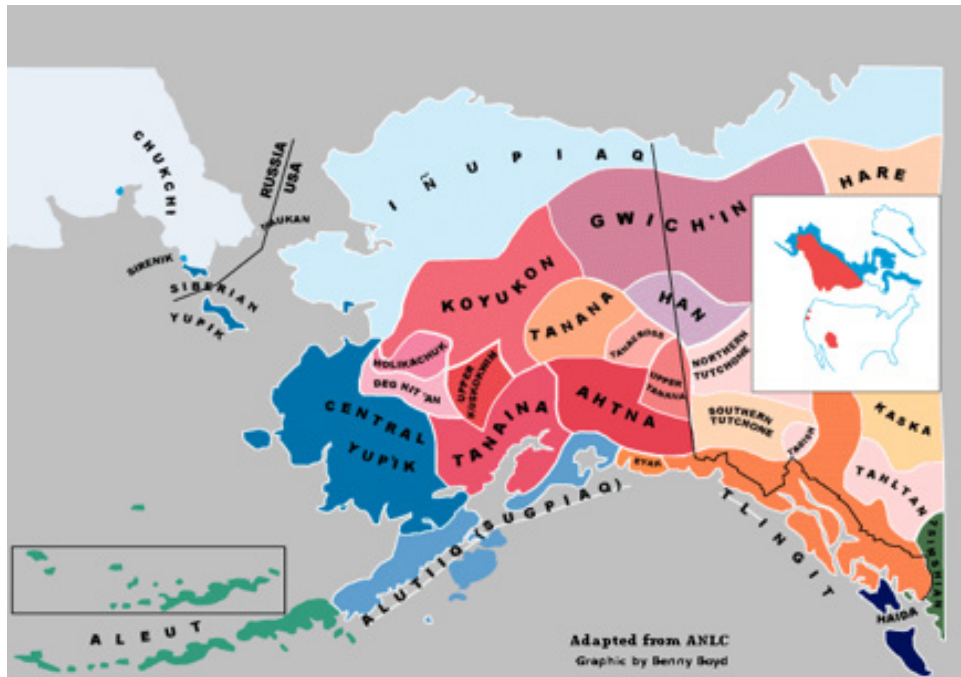 CHUKCHI
RUSSIA
USA
NAUKAN
SIRENIK
SIBERIAN
YUPIK
IÑUPIAQ
GWICH'IN
HARE
KOYUKON
TANANA
HAN
TANACROSS
NORTHERN
TUTCHONE
HOLIKACHUK
DEG HIT'AN
UPPER
KUSKOKWIM
UPPER
TANANA
CENTRAL
YUP'IK
TANAINA
AHTNA
SOUTHERN
TUTCHONE
TAGISH
KASKA
EYAK
TAHLTAN
ALUTIIQ (SUGPIAQ)
TLINGIT
TSIMSHIAN
HAIDA
ALEUT
Adapted from ANLC
Graphic by Benny Boyd